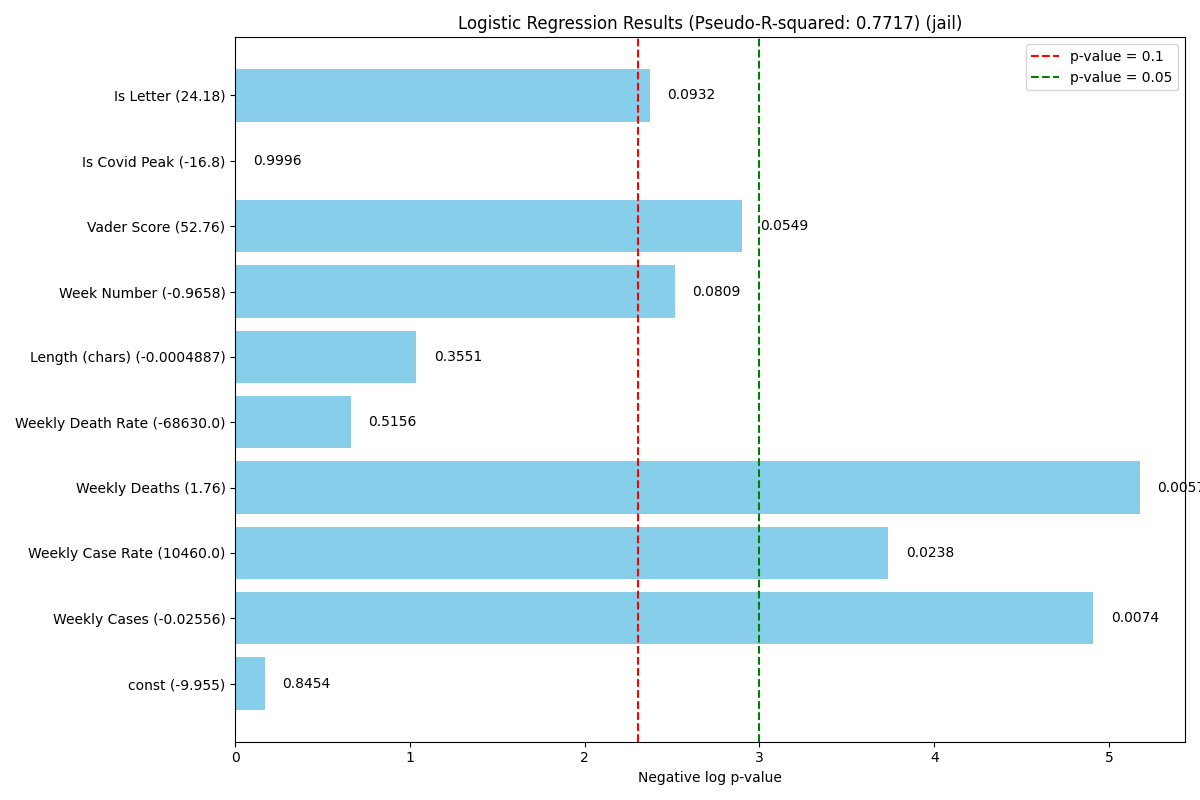 Logistic Regression Results (Pseudo-R-squared: 0.7717) (jail)
p-value = 0.1
p-value = 0.05
Is Letter (24.18) 0.0932
Is Covid Peak (-16.8) 0.9996
Vader Score (52.76) 0.0549
Week Number (-0.9658) 0.0809
Length (chars) (-0.0004887) 0.3551
Weekly Death Rate (-68630.0) 0.5156
Weekly Deaths (1.76) 0.0057
Weekly Case Rate (10460.0) 0.0238
Weekly Cases (-0.02556) 0.0074
const (-9.955) 0.8454
0 1 2 3 4 5
Negative log p-value